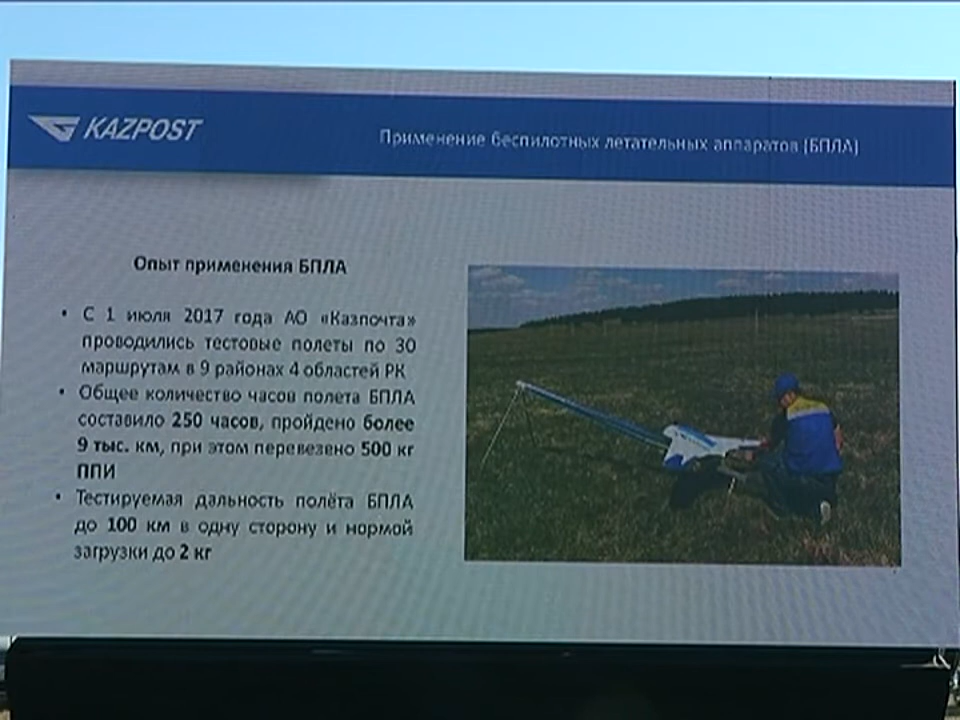 KAZPOST
Применение беспилотных летательных аппаратов (БПЛА)
Опыт применения БПЛА
• С 1 июля 2017 года АО «Казпочта»
проводились тестовые полеты по 30
маршрутам в 9 районах 4 областей РК
• Общее количество часов полета БПЛА
составило 250 часов, пройдено более
9 тыс. км, при этом перевезено 500 кг
ППИ
• Тестируемая дальность полёта БПЛА
до 100 км в одну сторону и нормой
загрузки до 2 кг